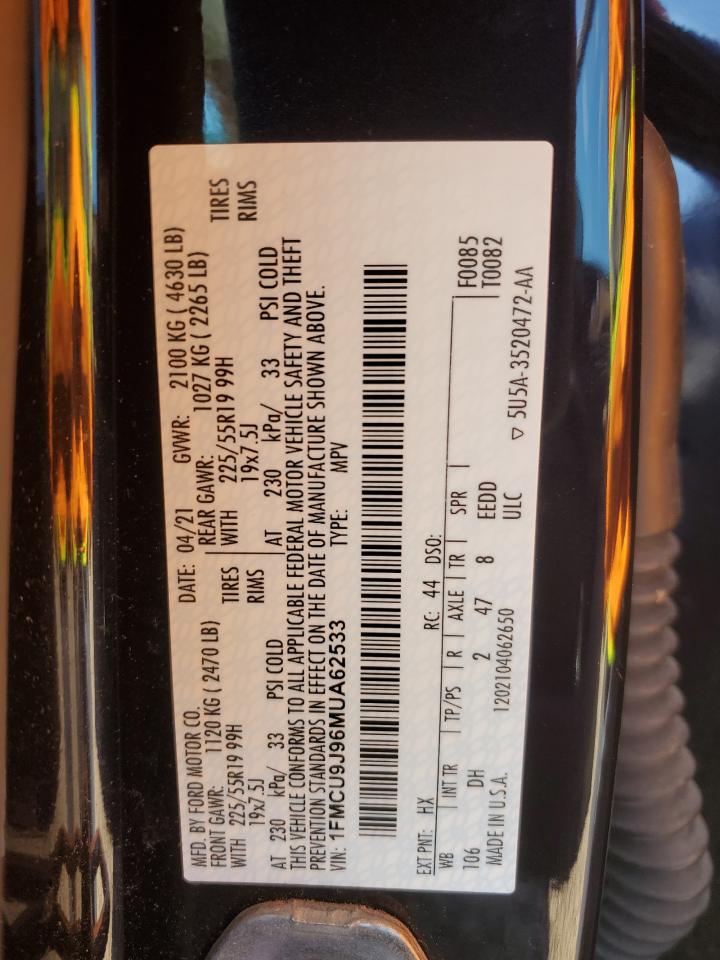 MFD. BY FORD MOTOR CO. DATE: 04/21 GVWR: 2100 KG ( 4630 LB)
FRONT GAWR: 1120 KG ( 2470 LB) REAR GAWR: 1027 KG ( 2265 LB)
WITH 225/55R19 99H TIRES WITH 225/55R19 99H TIRES
19x7.5J RIMS 19x7.5J RIMS
AT 230 kPa/ 33 PSI COLD AT 230 kPa/ 33 PSI COLD
THIS VEHICLE CONFORMS TO ALL APPLICABLE FEDERAL MOTOR VEHICLE SAFETY AND THEFT
PREVENTION STANDARDS IN EFFECT ON THE DATE OF MANUFACTURE SHOWN ABOVE.
VIN: 1FMCU9J96MUA62533 TYPE: MPV
EXT PNT: HX RC: 44 DSO:
WB INT TR TP/PS R AXLE TR SPR F0085
106 DH 2 47 8 EEDD T0082
MADE IN U.S.A. 1202104062650 ULC ▽ 5U5A-3520472-AA